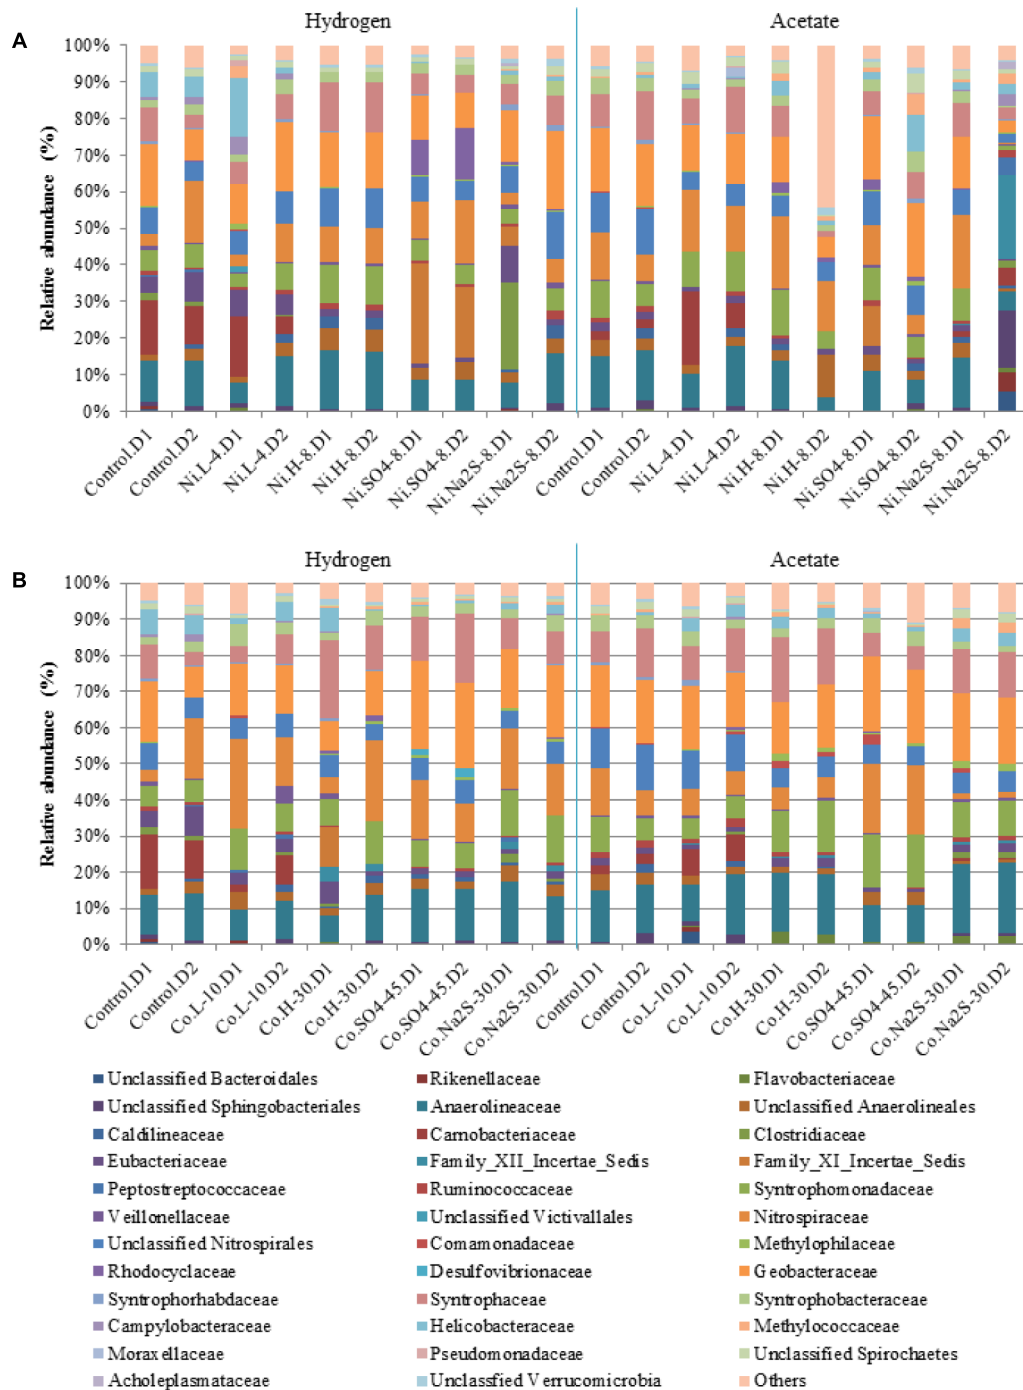 A
Hydrogen
Acetate
Relative abundance (%)
100%
90%
80%
70%
60%
50%
40%
30%
20%
10%
0%
Control.D1
Control.D2
Ni.L-4.D1
Ni.L-4.D2
Ni.H-8.D1
Ni.H-8.D2
Ni.SO4-8.D1
Ni.SO4-8.D2
Ni.Na2S-8.D1
Ni.Na2S-8.D2
Control.D1
Control.D2
Ni.L-4.D1
Ni.L-4.D2
Ni.H-8.D1
Ni.H-8.D2
Ni.SO4-8.D1
Ni.SO4-8.D2
Ni.Na2S-8.D1
Ni.Na2S-8.D2
B
Hydrogen
Acetate
Relative abundance (%)
100%
90%
80%
70%
60%
50%
40%
30%
20%
10%
0%
Control.D1
Control.D2
Co.L-10.D1
Co.L-10.D2
Co.H-30.D1
Co.H-30.D2
Co.SO4-45.D1
Co.SO4-45.D2
Co.Na2S-30.D1
Co.Na2S-30.D2
Control.D1
Control.D2
Co.L-10.D1
Co.L-10.D2
Co.H-30.D1
Co.H-30.D2
Co.SO4-45.D1
Co.SO4-45.D2
Co.Na2S-30.D1
Co.Na2S-30.D2
Unclassified Bacteroidales
Rikenellaceae
Flavobacteriaceae
Unclassified Sphingobacteriales
Anaerolineaceae
Unclassified Anaerolineales
Caldilineaceae
Carnobacteriaceae
Clostridiaceae
Eubacteriaceae
Family_XII_Incertae_Sedis
Family_XI_Incertae_Sedis
Peptostreptococcaceae
Ruminococcaceae
Syntrophomonadaceae
Veillonellaceae
Unclassified Victivallales
Nitrospiraceae
Unclassified Nitrospirales
Comamonadaceae
Methylophilaceae
Rhodocyclaceae
Desulfovibrionaceae
Geobacteraceae
Syntrophorhabdaceae
Syntrophaceae
Syntrophobacteraceae
Campylobacteraceae
Helicobacteraceae
Methylococcaceae
Moraxellaceae
Pseudomonadaceae
Unclassified Spirochaetes
Acholeplasmataceae
Unclassfied Verrucomicrobia
Others